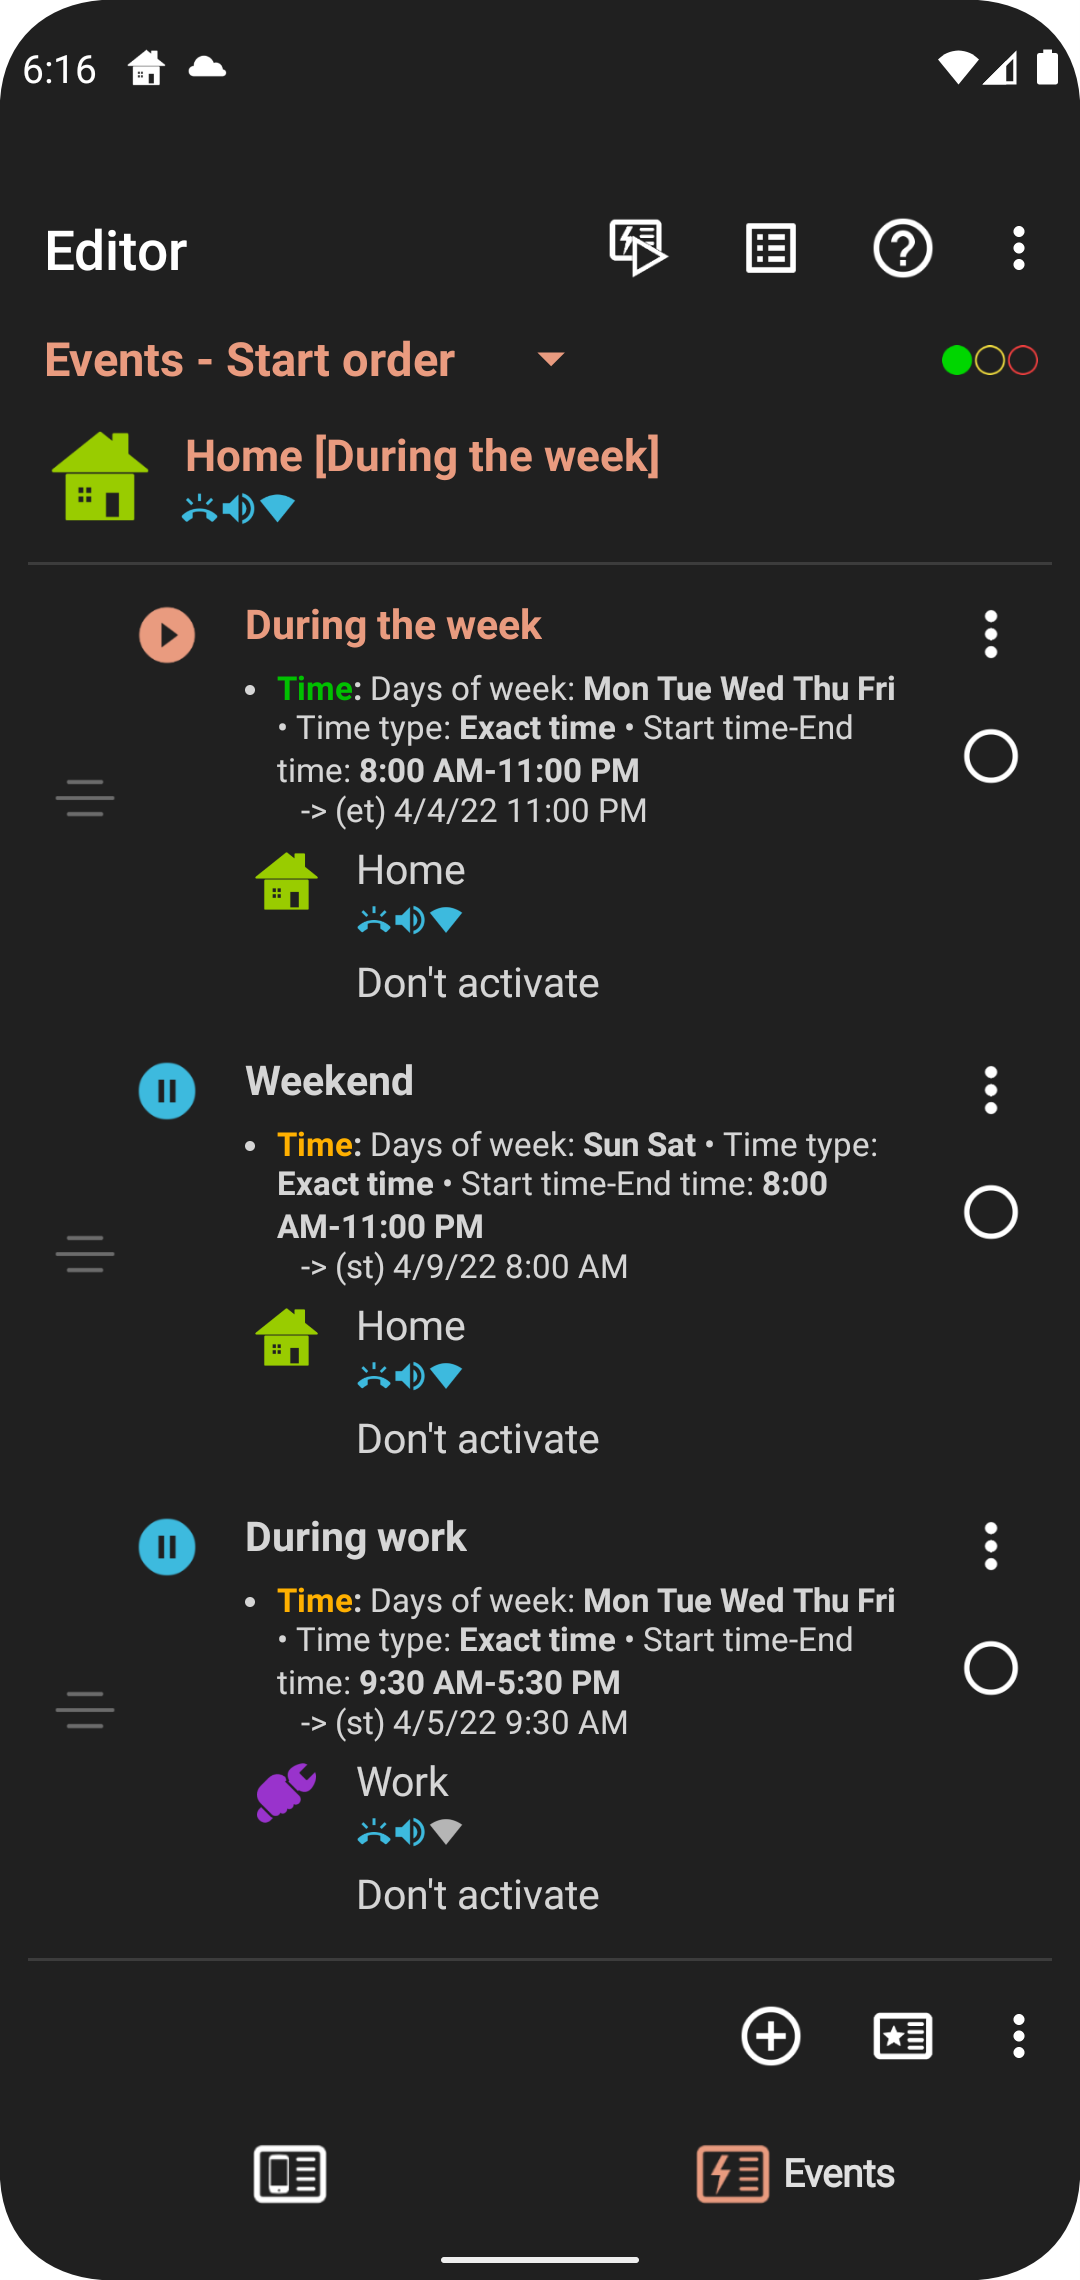 6:16
Editor
Events - Start order
Home [During the week]
During the week
• Time: Days of week: Mon Tue Wed Thu Fri
• Time type: Exact time • Start time-End
time: 8:00 AM-11:00 PM
-> (et) 4/4/22 11:00 PM
Home
Don't activate
Weekend
• Time: Days of week: Sun Sat • Time type:
Exact time • Start time-End time: 8:00
AM-11:00 PM
-> (st) 4/9/22 8:00 AM
Home
Don't activate
During work
• Time: Days of week: Mon Tue Wed Thu Fri
• Time type: Exact time • Start time-End
time: 9:30 AM-5:30 PM
-> (st) 4/5/22 9:30 AM
Work
Don't activate
Events